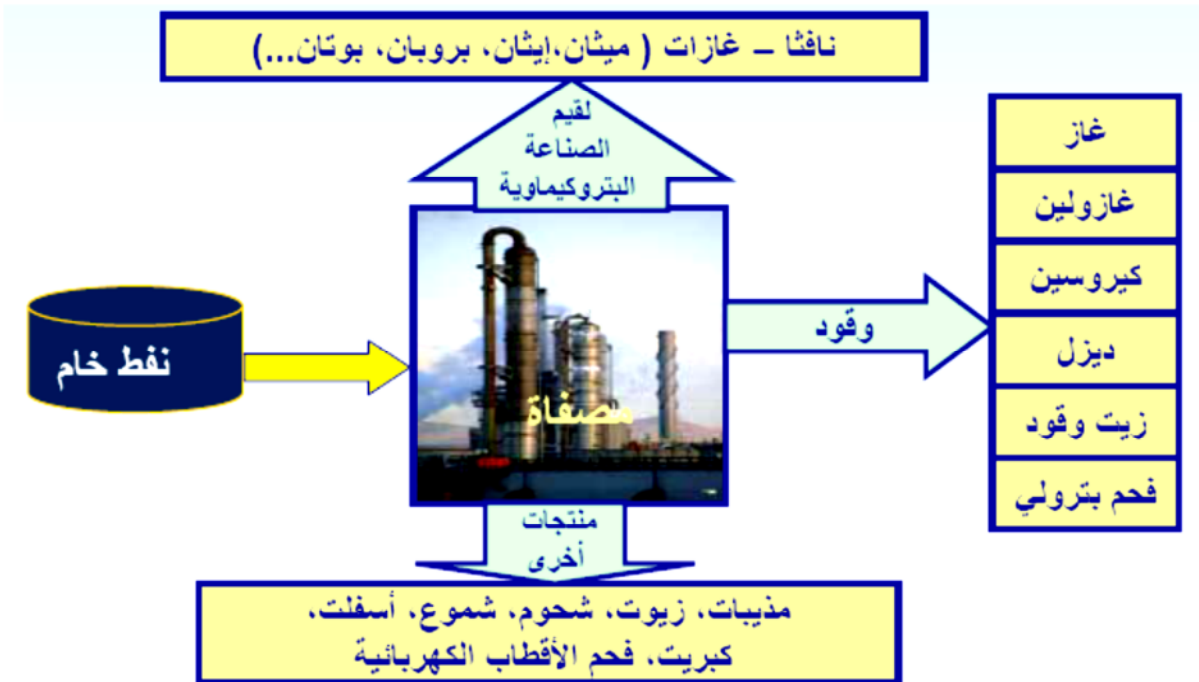 نافثا – غازات ( ميثان،إيثان، بروبان، بوتان...)
لقيم
الصناعة
البتروكيماوية
غاز
غازولين
كيروسين
ديزل
زيت وقود
فحم بترولي
وقود
نفط خام
مصفاة
منتجات
أخرى
مذيبات، زيوت، شحوم، شموع، أسفلت،
كبريت، فحم الأقطاب الكهربائية